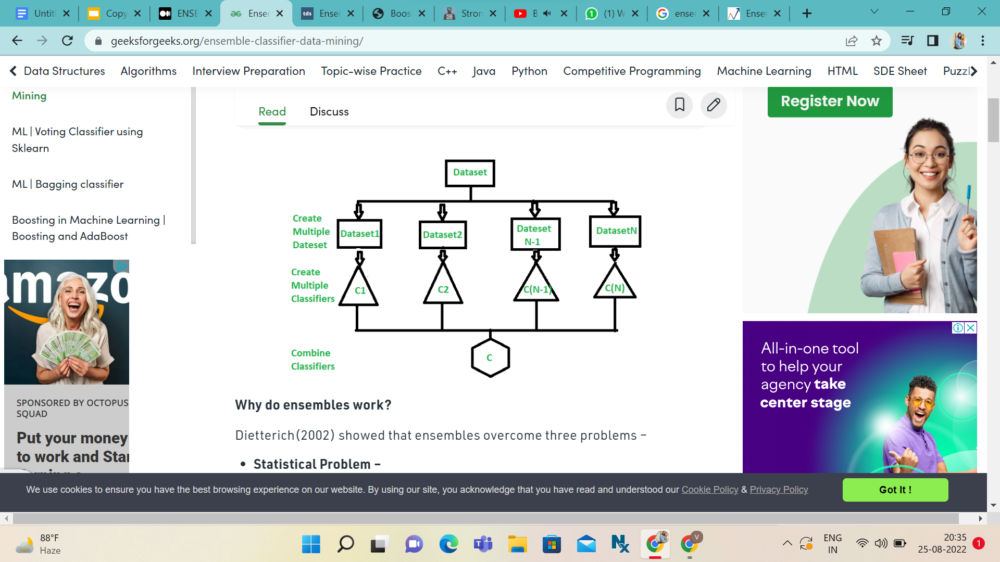 Untit
Copy
ENSE
Enser
tds
Enser
Boos
Stron
B
(1) W
ense
Ense
geeksforgeeks.org/ensemble-classifier-data-mining/
Data Structures Algorithms Interview Preparation Topic-wise Practice C++ Java Python Competitive Programming Machine Learning HTML SDE Sheet Puzzl
Mining
ML | Voting Classifier using
Sklearn
ML | Bagging classifier
Boosting in Machine Learning |
Boosting and AdaBoost
amazo
SPONSORED BY OCTOPUS
SQUAD
Put your money
to work and Star
Read Discuss
Dataset
Create
Multiple
Dateset
Dataset1
Dataset2
Dateset
N-1
DatasetN
Create
Multiple
Classifiers
C1
C2
C(N-1)
C(N)
Combine
Classifiers
C
Why do ensembles work?
Dietterich(2002) showed that ensembles overcome three problems –
Statistical Problem –
Register Now
All-in-one tool
to help your
agency take
center stage
We use cookies to ensure you have the best browsing experience on our website. By using our site, you acknowledge that you have read and understood our Cookie Policy & Privacy Policy
Got It !
88°F
Haze
T
V
ENG
IN
20:35
25-08-2022
1